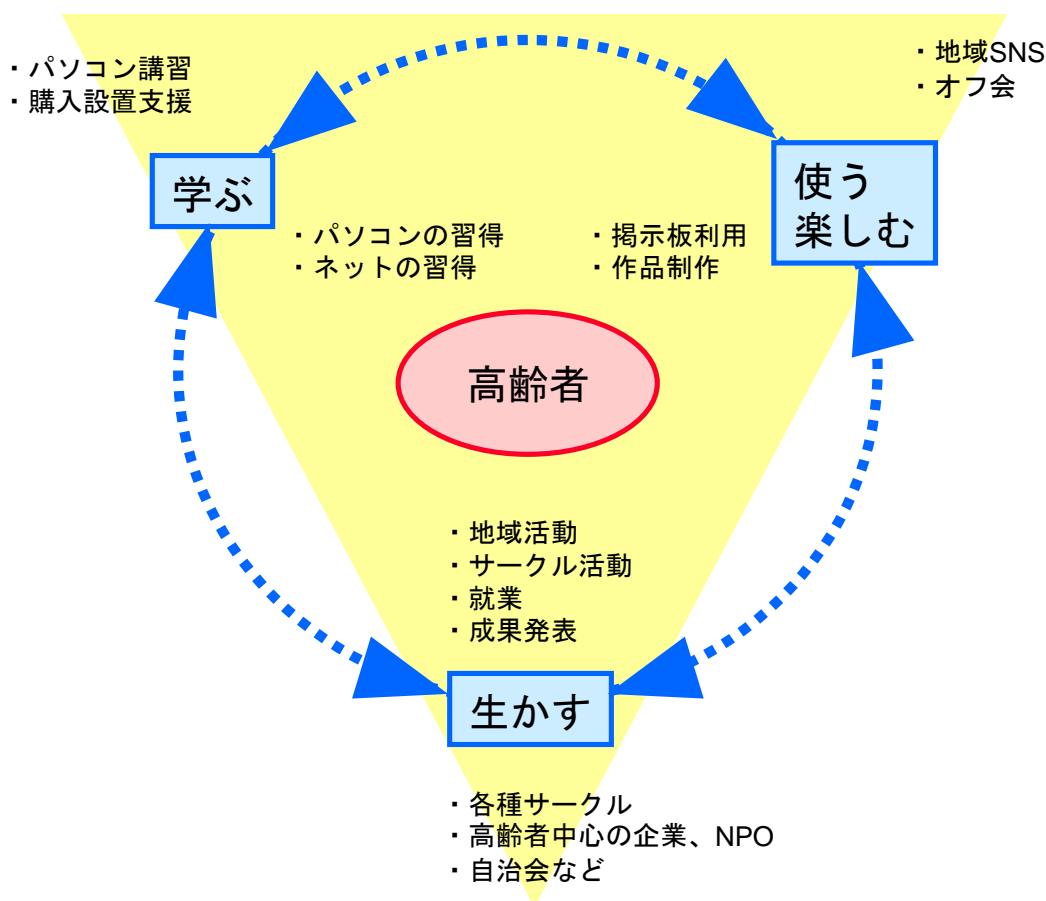 ・パソコン講習
・購入設置支援
・地域SNS
・オフ会
学ぶ
使う
楽しむ
・パソコンの習得
・ネットの習得
・掲示板利用
・作品制作
高齢者
・地域活動
・サークル活動
・就業
・成果発表
生かす
・各種サークル
・高齢者中心の企業、NPO
・自治会など